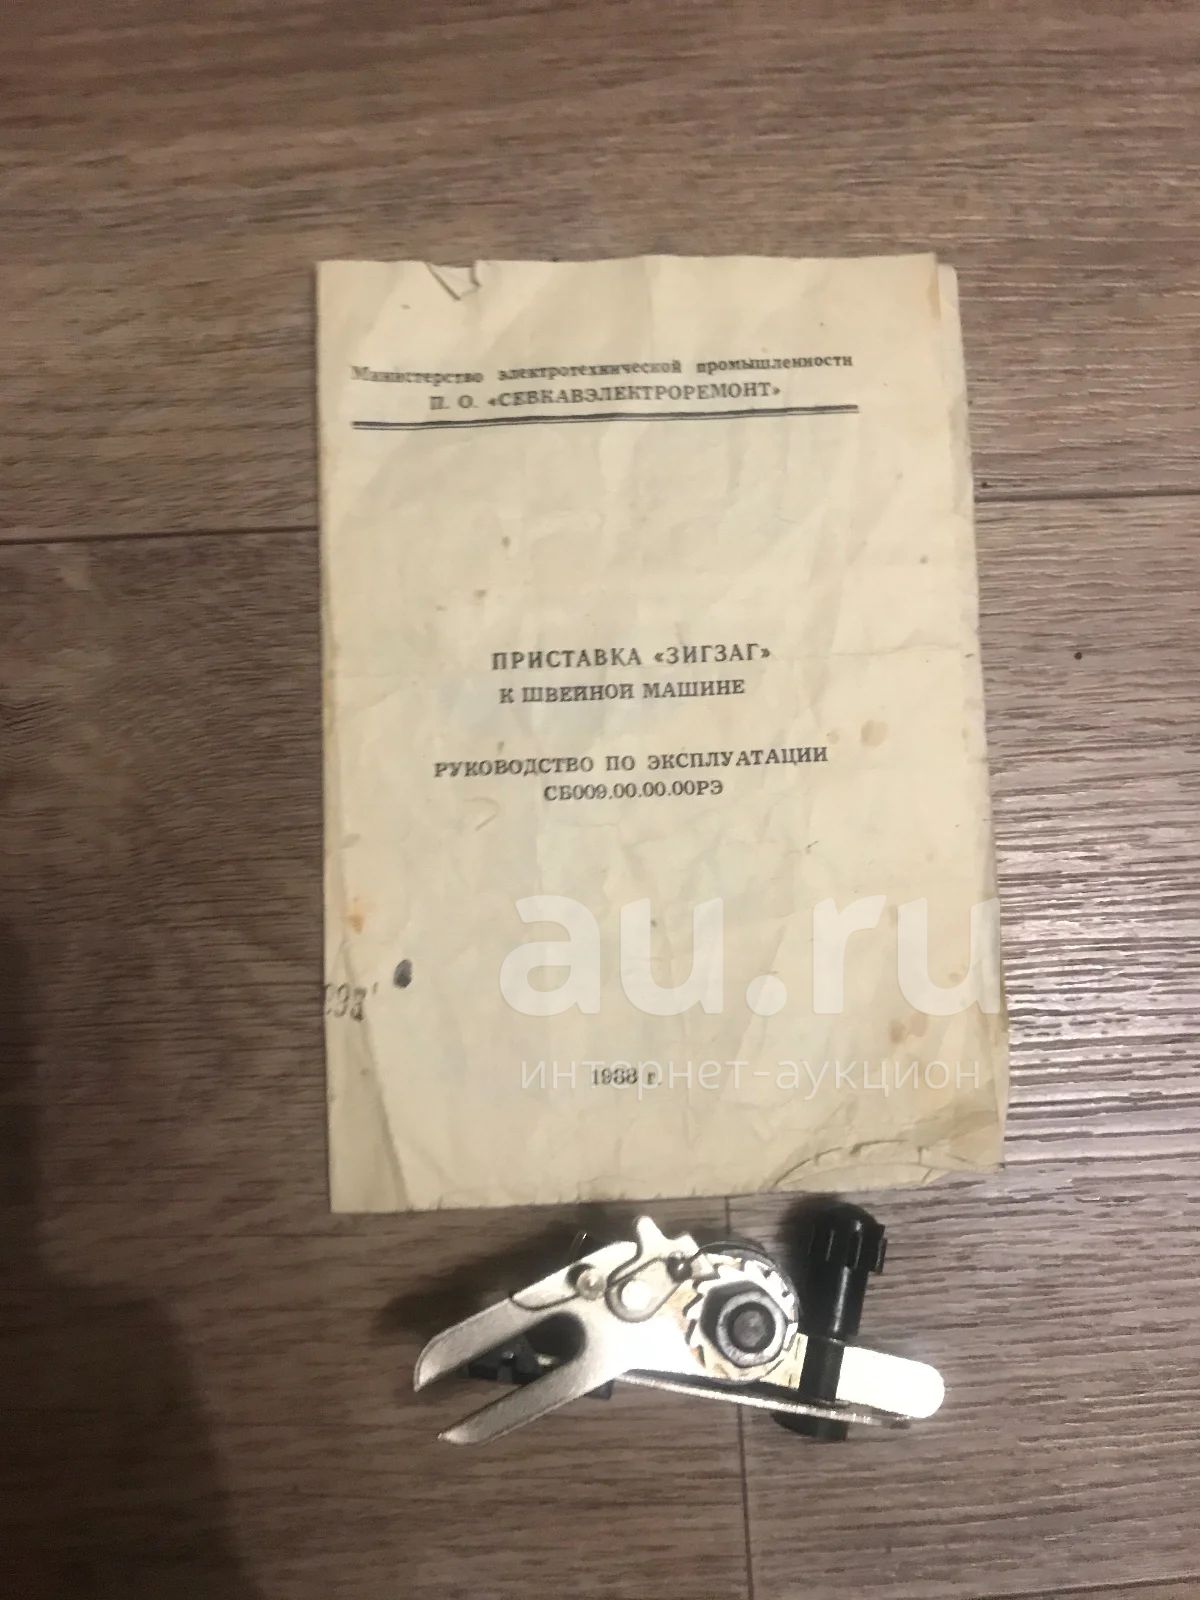 Министерство электротехнической промышленности
П. О. «СЕВКАВЭЛЕКТРОРЕМОНТ»
ПРИСТАВКА «ЗИГЗАГ»
К ШВЕЙНОЙ МАШИНЕ
РУКОВОДСТВО ПО ЭКСПЛУАТАЦИИ
СБ009.00.00.00РЭ
au.ru
интернет-аукцион
1988 г.